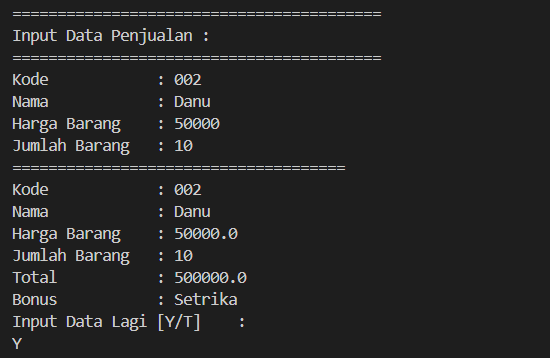 =========================================
Input Data Penjualan :
=========================================
Kode            : 002
Nama            : Danu
Harga Barang    : 50000
Jumlah Barang   : 10
=====================================
Kode            : 002
Nama            : Danu
Harga Barang    : 50000.0
Jumlah Barang   : 10
Total           : 500000.0
Bonus           : Setrika
Input Data Lagi [Y/T]    :
Y